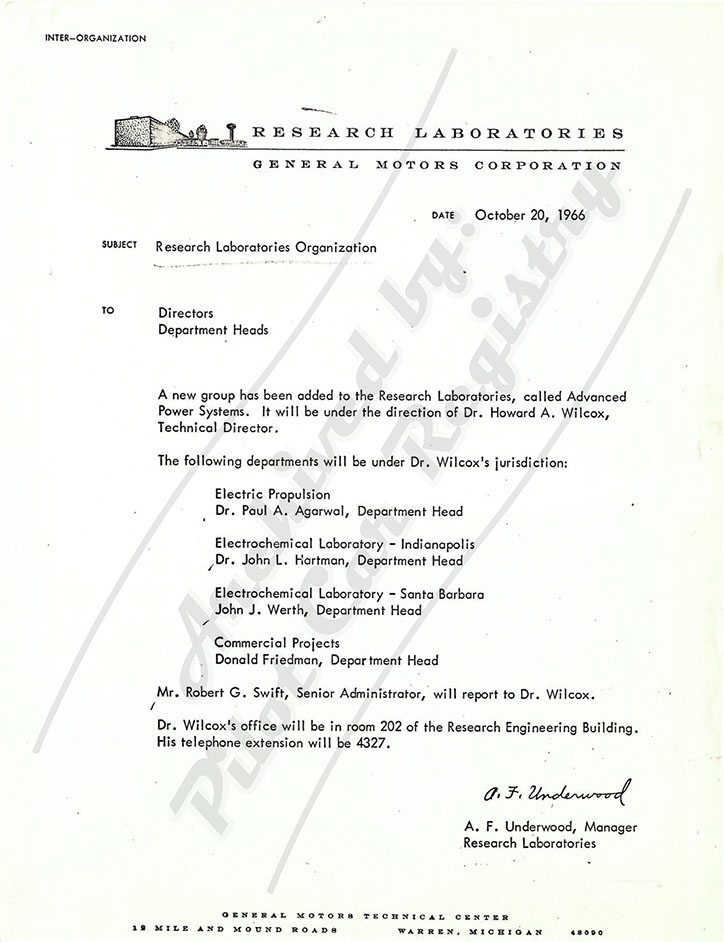 INTER-ORGANIZATION
RESEARCH LABORATORIES
GENERAL MOTORS CORPORATION
DATE October 20, 1966
SUBJECT Research Laboratories Organization
TO Directors
Department Heads
A new group has been added to the Research Laboratories, called Advanced
Power Systems. It will be under the direction of Dr. Howard A. Wilcox,
Technical Director.
The following departments will be under Dr. Wilcox's jurisdiction:
Electric Propulsion
Dr. Paul A. Agarwal, Department Head
Electrochemical Laboratory - Indianapolis
Dr. John L. Hartman, Department Head
Electrochemical Laboratory - Santa Barbara
John J. Werth, Department Head
Commercial Projects
Donald Friedman, Department Head
Mr. Robert G. Swift, Senior Administrator, will report to Dr. Wilcox.
Dr. Wilcox's office will be in room 202 of the Research Engineering Building.
His telephone extension will be 4327.
A. F. Underwood
A. F. Underwood, Manager
Research Laboratories
GENERAL MOTORS TECHNICAL CENTER
12 MILE AND MOUND ROADS WARREN, MICHIGAN 48090
Archived by:
Pilot Car Registry